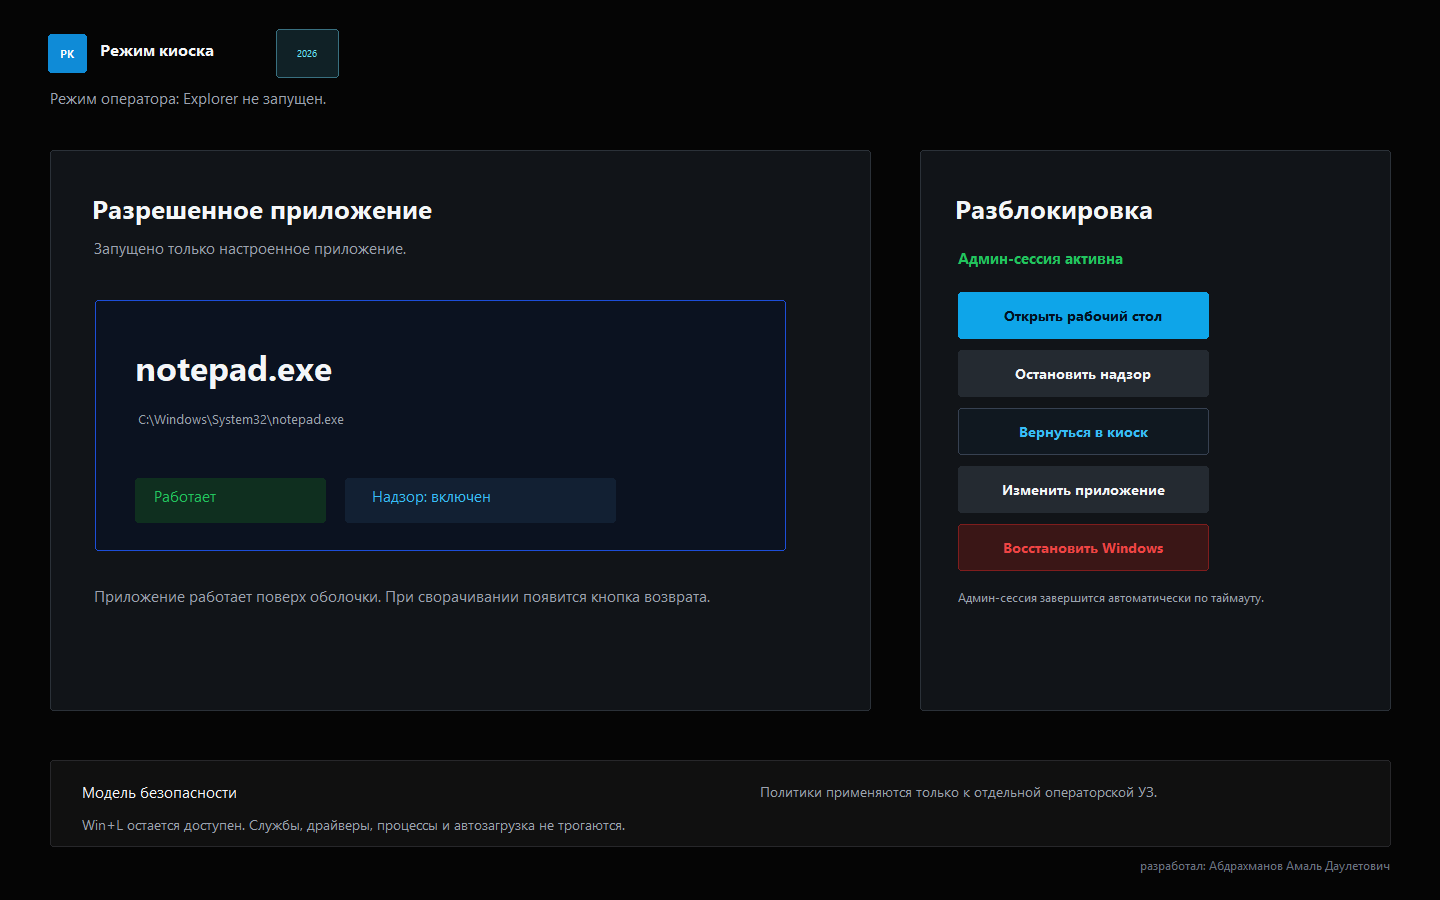 РК
Режим киоска
2026
Режим оператора: Explorer не запущен.
Разрешенное приложение
Запущено только настроенное приложение.
notepad.exe
C:\Windows\System32\notepad.exe
Работает
Надзор: включен
Приложение работает поверх оболочки. При сворачивании появится кнопка возврата.
Разблокировка
Админ-сессия активна
Открыть рабочий стол
Остановить надзор
Вернуться в киоск
Изменить приложение
Восстановить Windows
Админ-сессия завершится автоматически по таймауту.
Модель безопасности
Политики применяются только к отдельной операторской УЗ.
Win+L остается доступен. Службы, драйверы, процессы и автозагрузка не трогаются.
разработал: Абдрахманов Амаль Даулетович